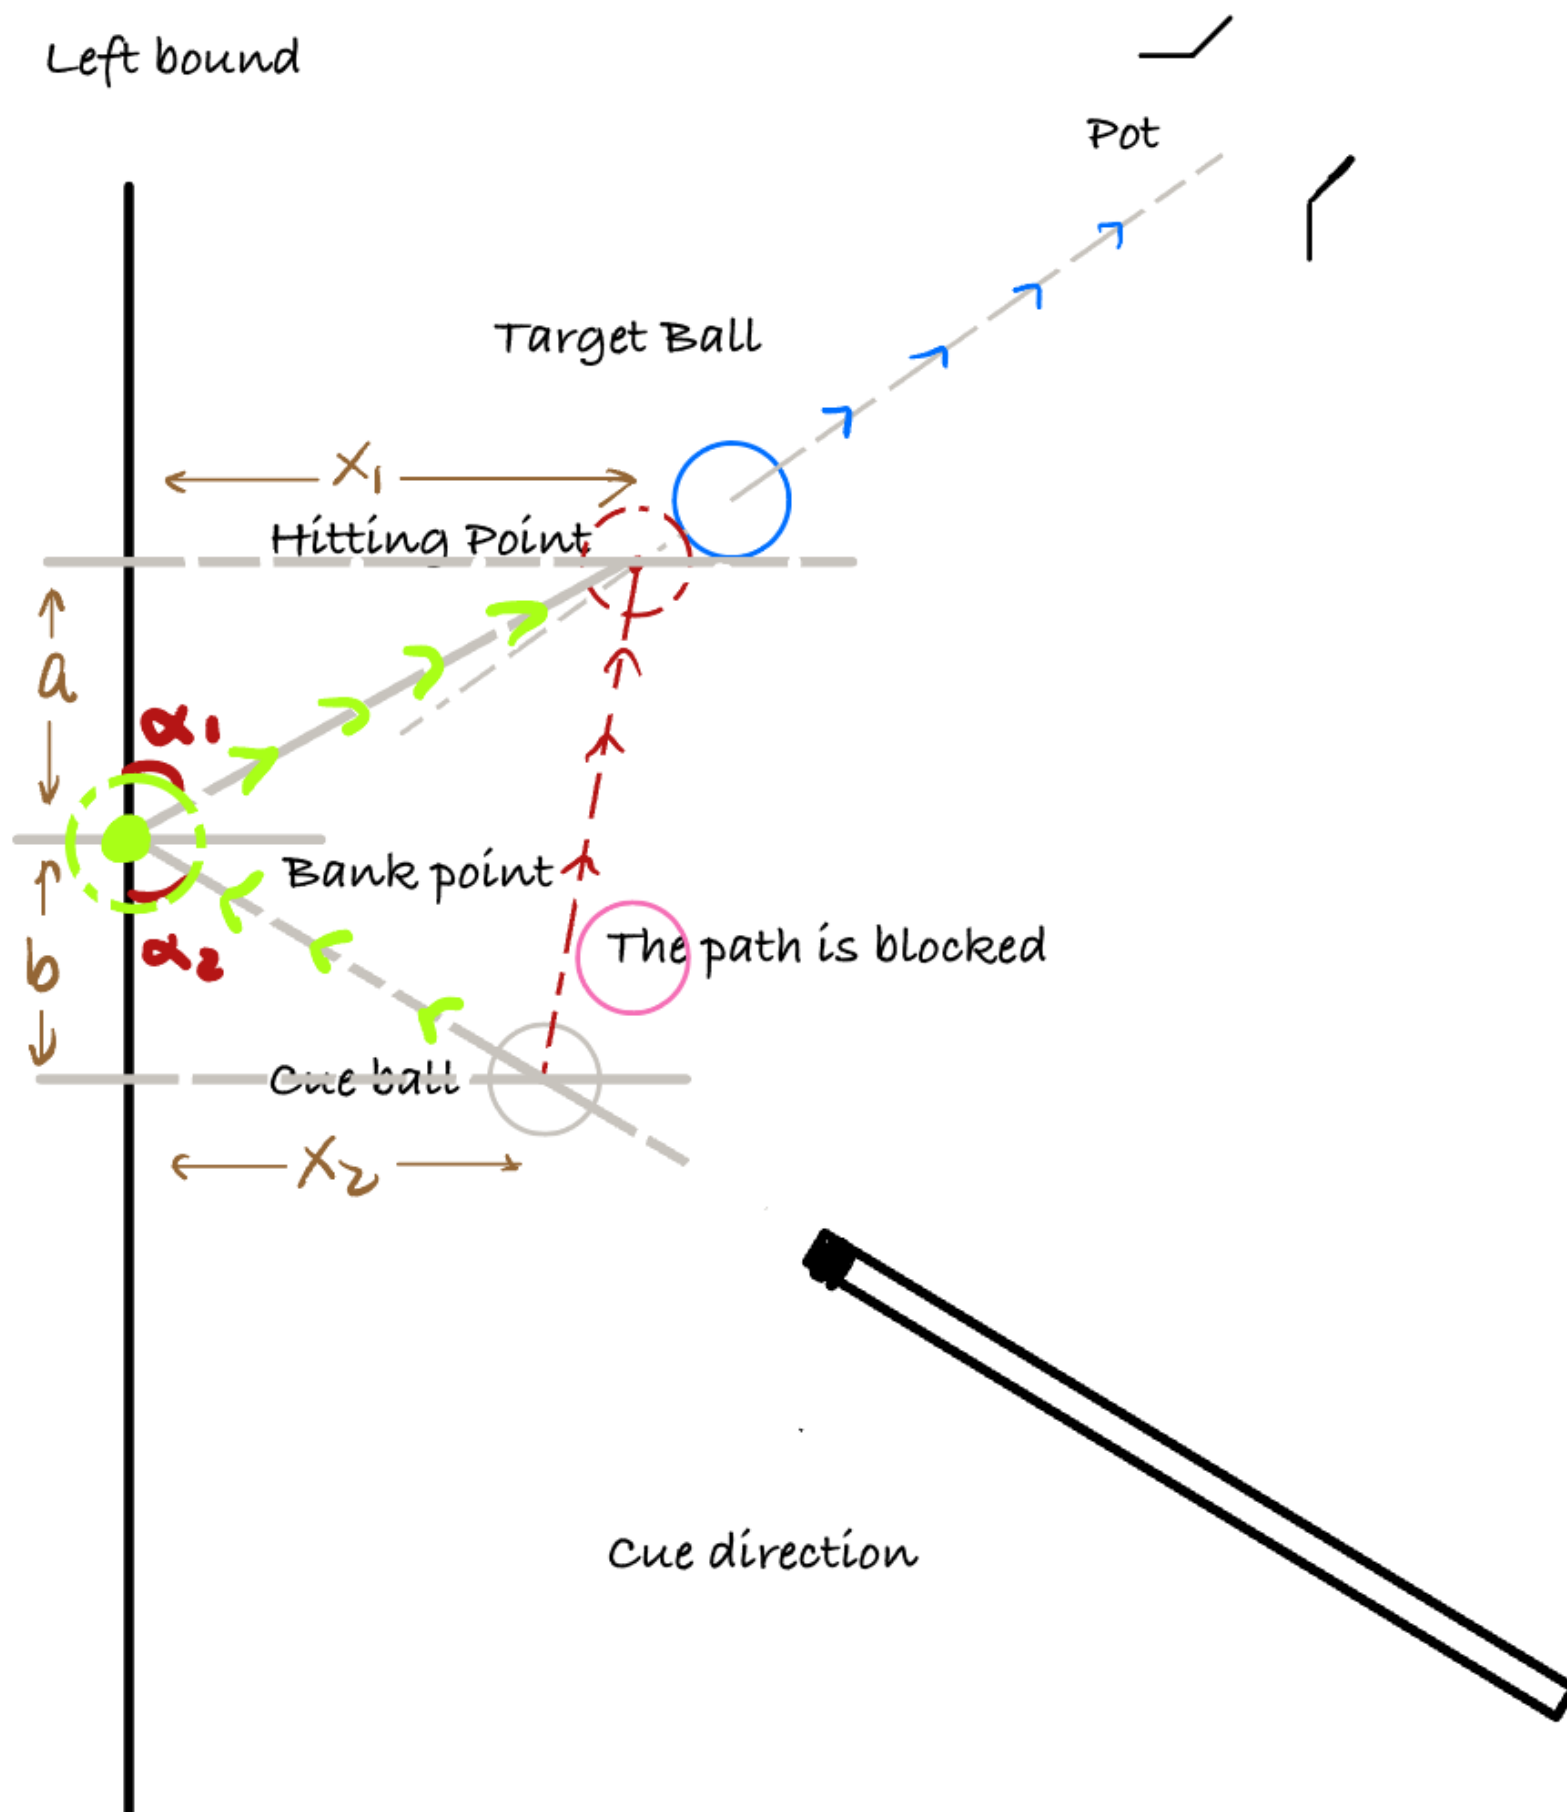 Left bound
Pot
Target Ball
x₁
Hitting Point
a
α₁
Bank point
b
α₂
The path is blocked
Cue ball
x₂
Cue direction